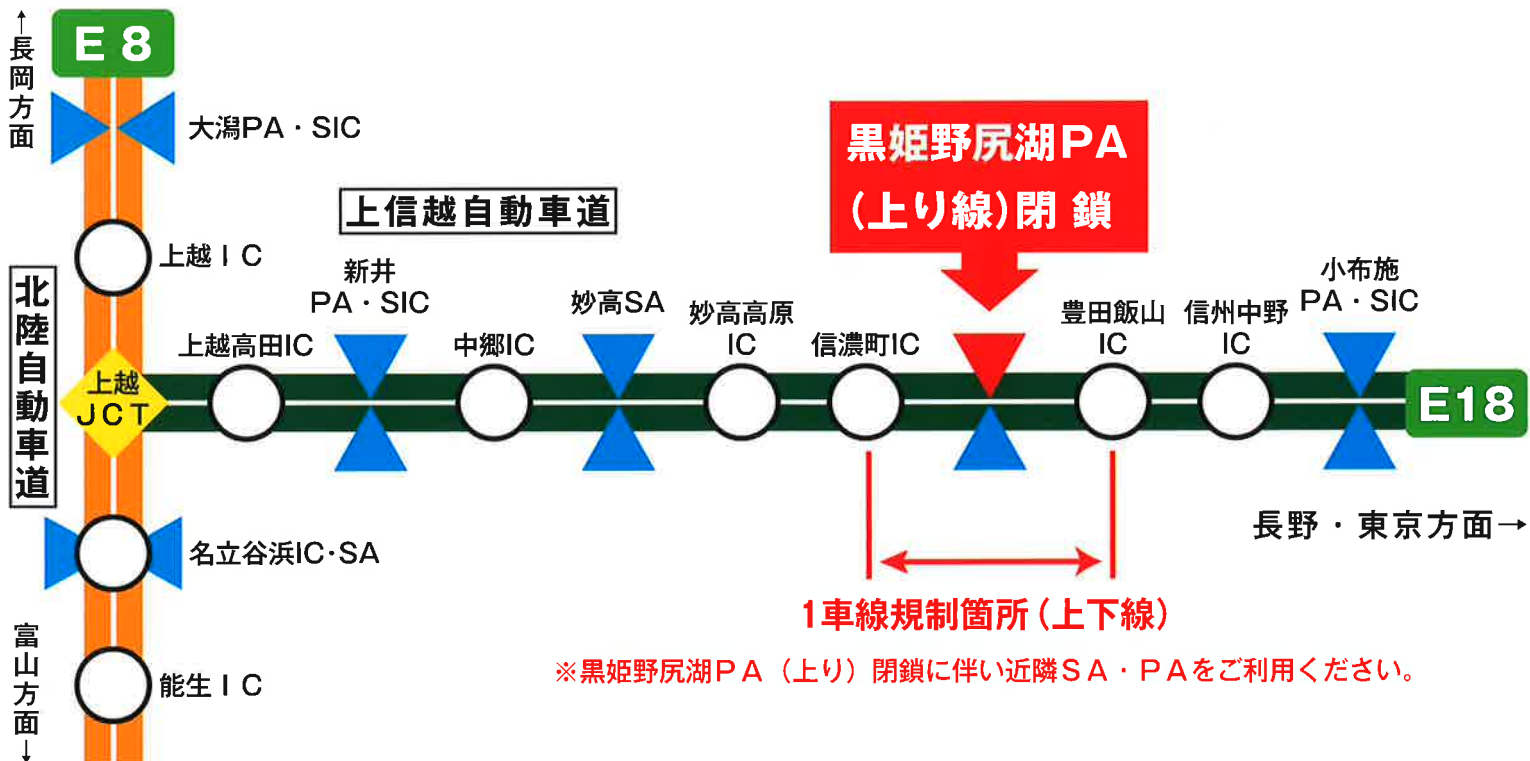 ←長岡方面
E 8
大潟PA・SIC
上越ＩＣ
北陸自動車道
上越
JCT
名立谷浜IC･SA
能生ＩＣ
富山方面→
上信越自動車道
上越高田IC
新井
PA・SIC
中郷IC
妙高SA
妙高高原
IC
信濃町IC
黒姫野尻湖PA
(上り線)閉 鎖
豊田飯山
IC
信州中野
IC
小布施
PA・SIC
E18
長野・東京方面→
1車線規制箇所(上下線)
※黒姫野尻湖ＰＡ（上り）閉鎖に伴い近隣ＳＡ・ＰＡをご利用ください。